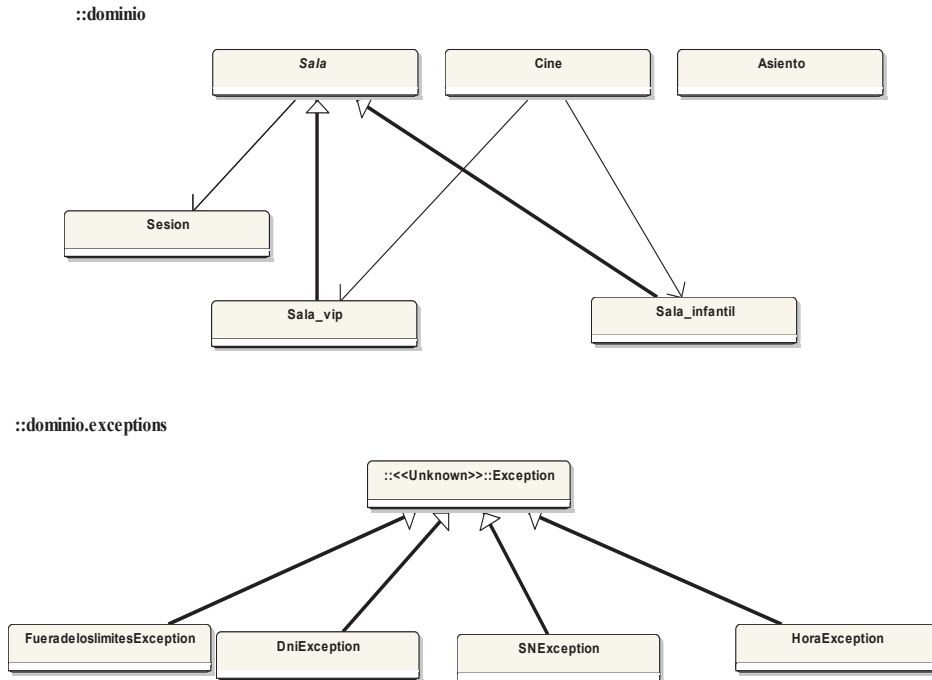 ::dominio
Sala
Cine
Asiento
Sesion
Sala_vip
Sala_infantil
::dominio.exceptions
::<<Unknown>>::Exception
FueradeloslimitesException
DniException
SNException
HoraException